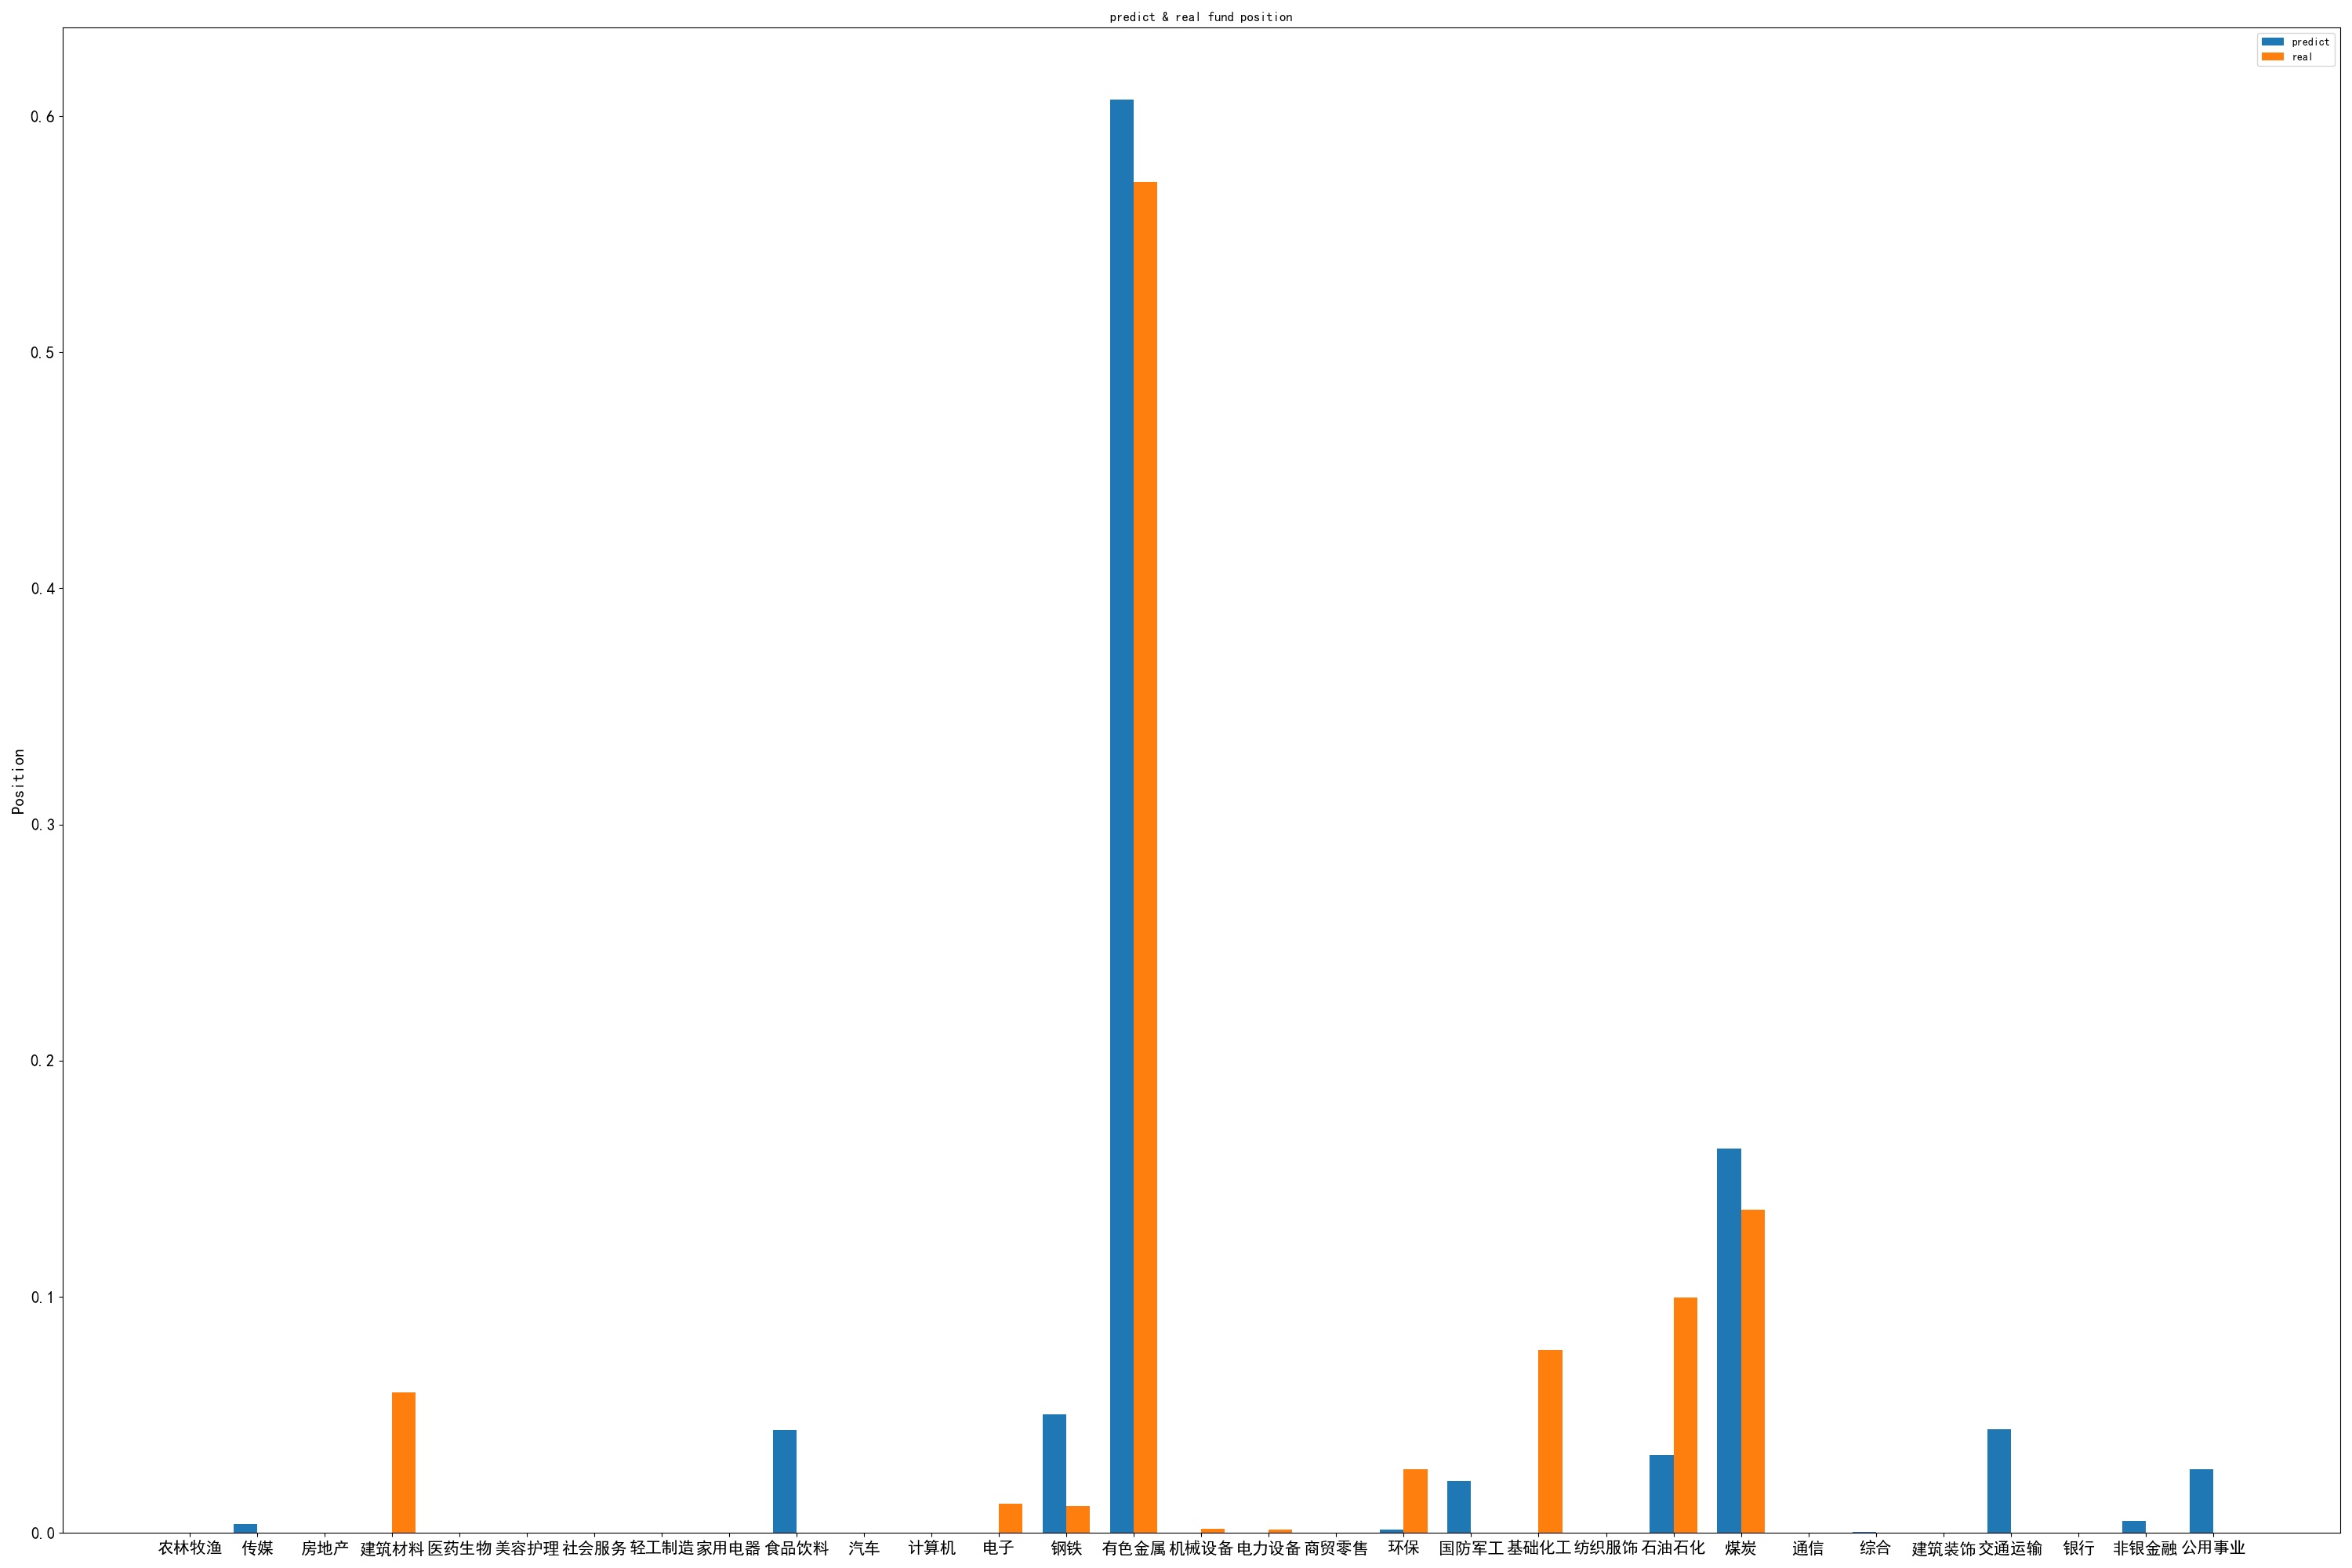 predict & real fund position
predict
real
Position
0.6
0.5
0.4
0.3
0.2
0.1
0.0
农林牧渔 传媒 房地产 建筑材料 医药生物 美容护理 社会服务 轻工制造 家用电器 食品饮料 汽车 计算机 电子 钢铁 有色金属 机械设备 电力设备 商贸零售 环保 国防军工 基础化工 纺织服饰 石油石化 煤炭 通信 综合 建筑装饰 交通运输 银行 非银金融 公用事业